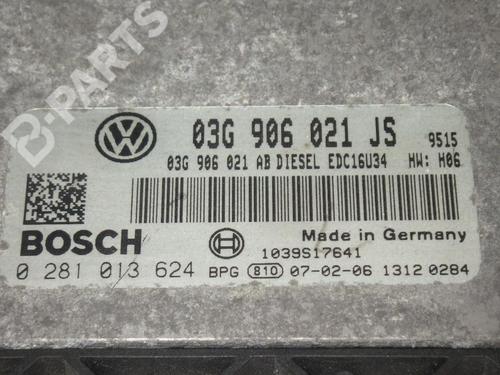 B-PARTS
03G 906 021 JS 9515
03G 906 021 AB DIESEL EDC16U34 HW: H06
BOSCH Made in Germany
1039S17641
0 281 013 624 BPG 810 07-02-06 1312 0284